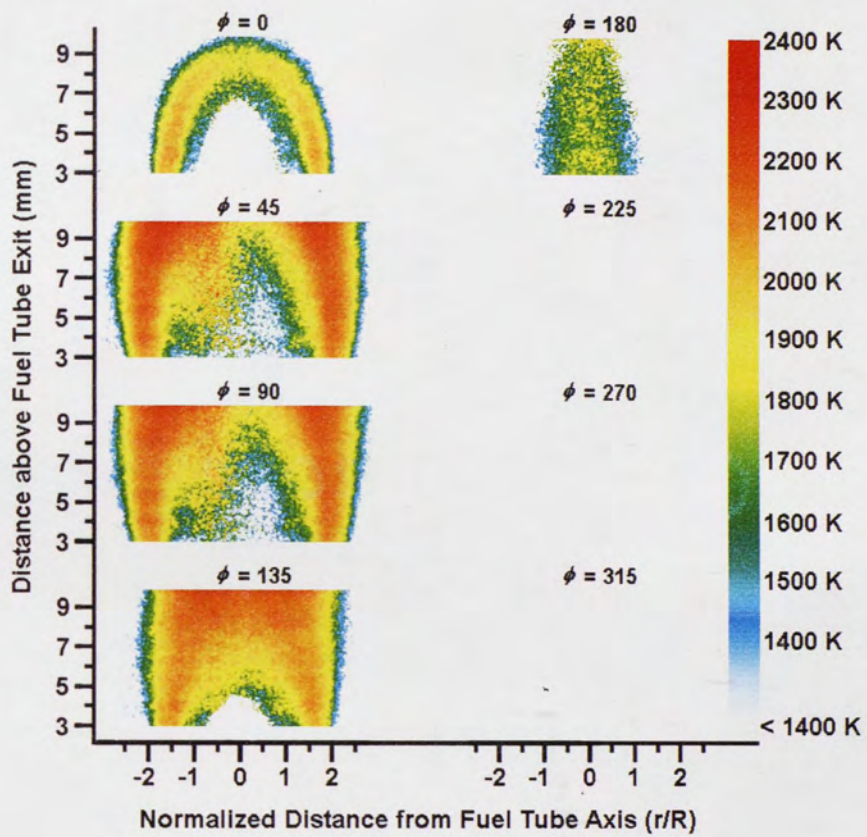 ϕ = 0
ϕ = 180
ϕ = 45
ϕ = 225
ϕ = 90
ϕ = 270
ϕ = 135
ϕ = 315
Distance above Fuel Tube Exit (mm)
9
7
5
3
9
7
5
3
9
7
5
3
9
7
5
3
-2 -1 0 1 2
-2 -1 0 1 2
Normalized Distance from Fuel Tube Axis (r/R)
2400 K
2300 K
2200 K
2100 K
2000 K
1900 K
1800 K
1700 K
1600 K
1500 K
1400 K
< 1400 K